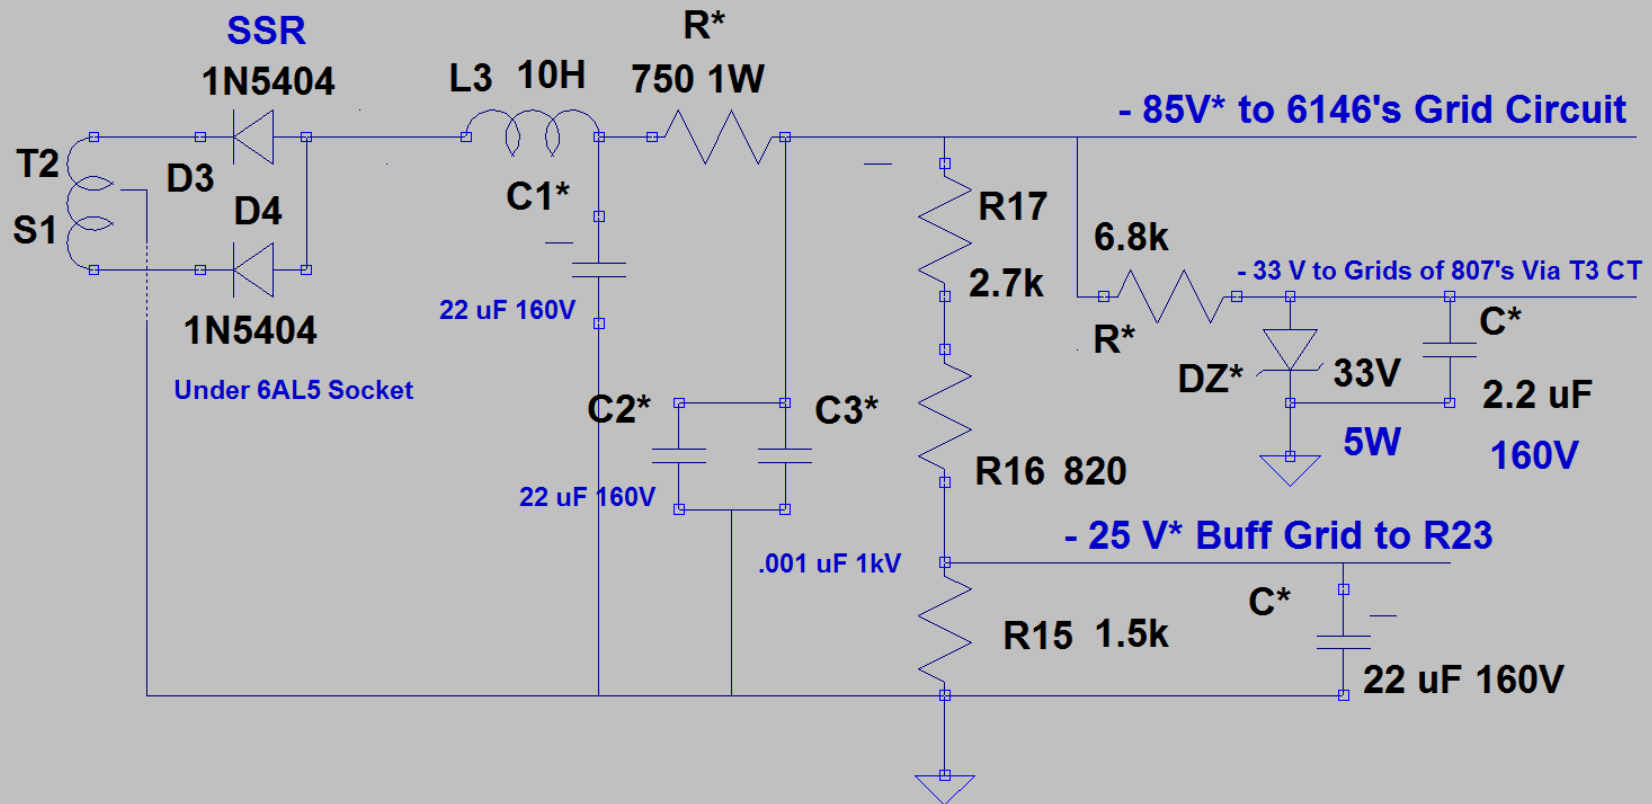 SSR
1N5404
R*
L3 10H
750 1W
- 85V* to 6146's Grid Circuit
T2
D3
S1
D4
C1*
R17
6.8k
2.7k
- 33 V to Grids of 807's Via T3 CT
22 uF 160V
1N5404
R*
DZ*
33V
C*
Under 6AL5 Socket
C2*
C3*
2.2 uF
5W
160V
R16 820
22 uF 160V
- 25 V* Buff Grid to R23
.001 uF 1kV
C*
R15 1.5k
22 uF 160V